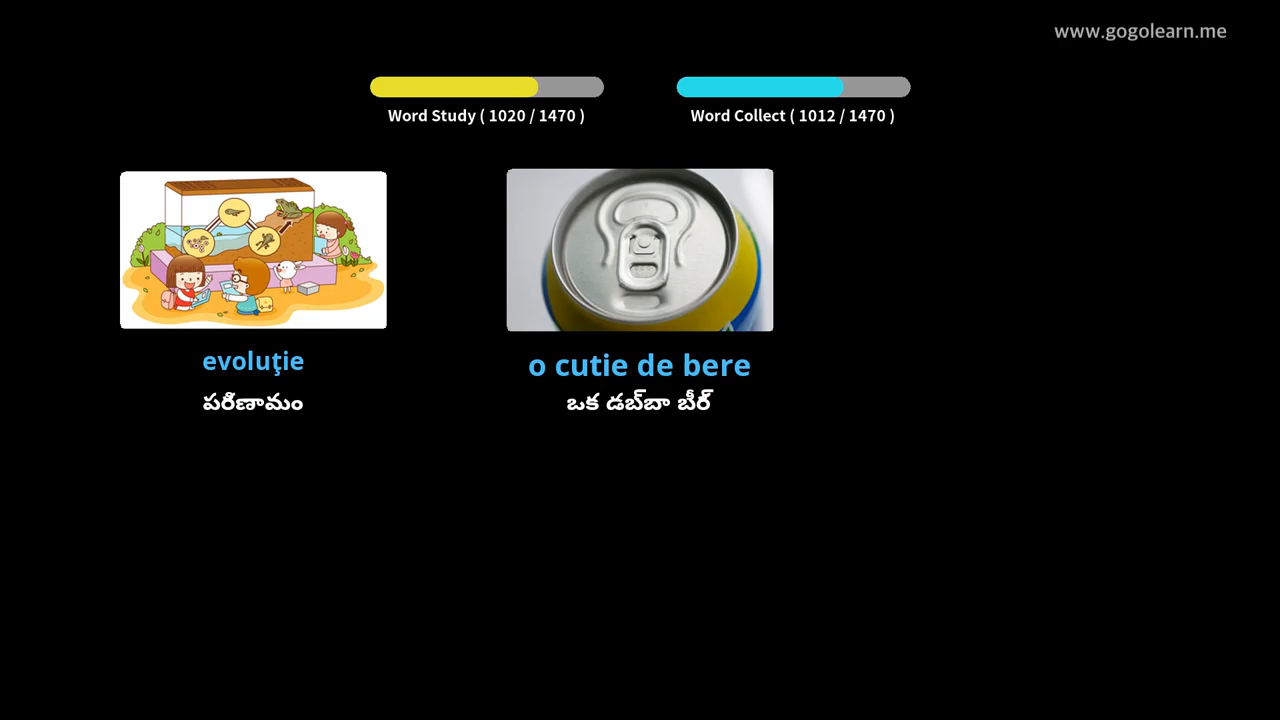 www.gogolearn.me
Word Study ( 1020 / 1470 )
Word Collect ( 1012 / 1470 )
evoluţie
పరిణామం
o cutie de bere
ఒక డబ్బా బీర్